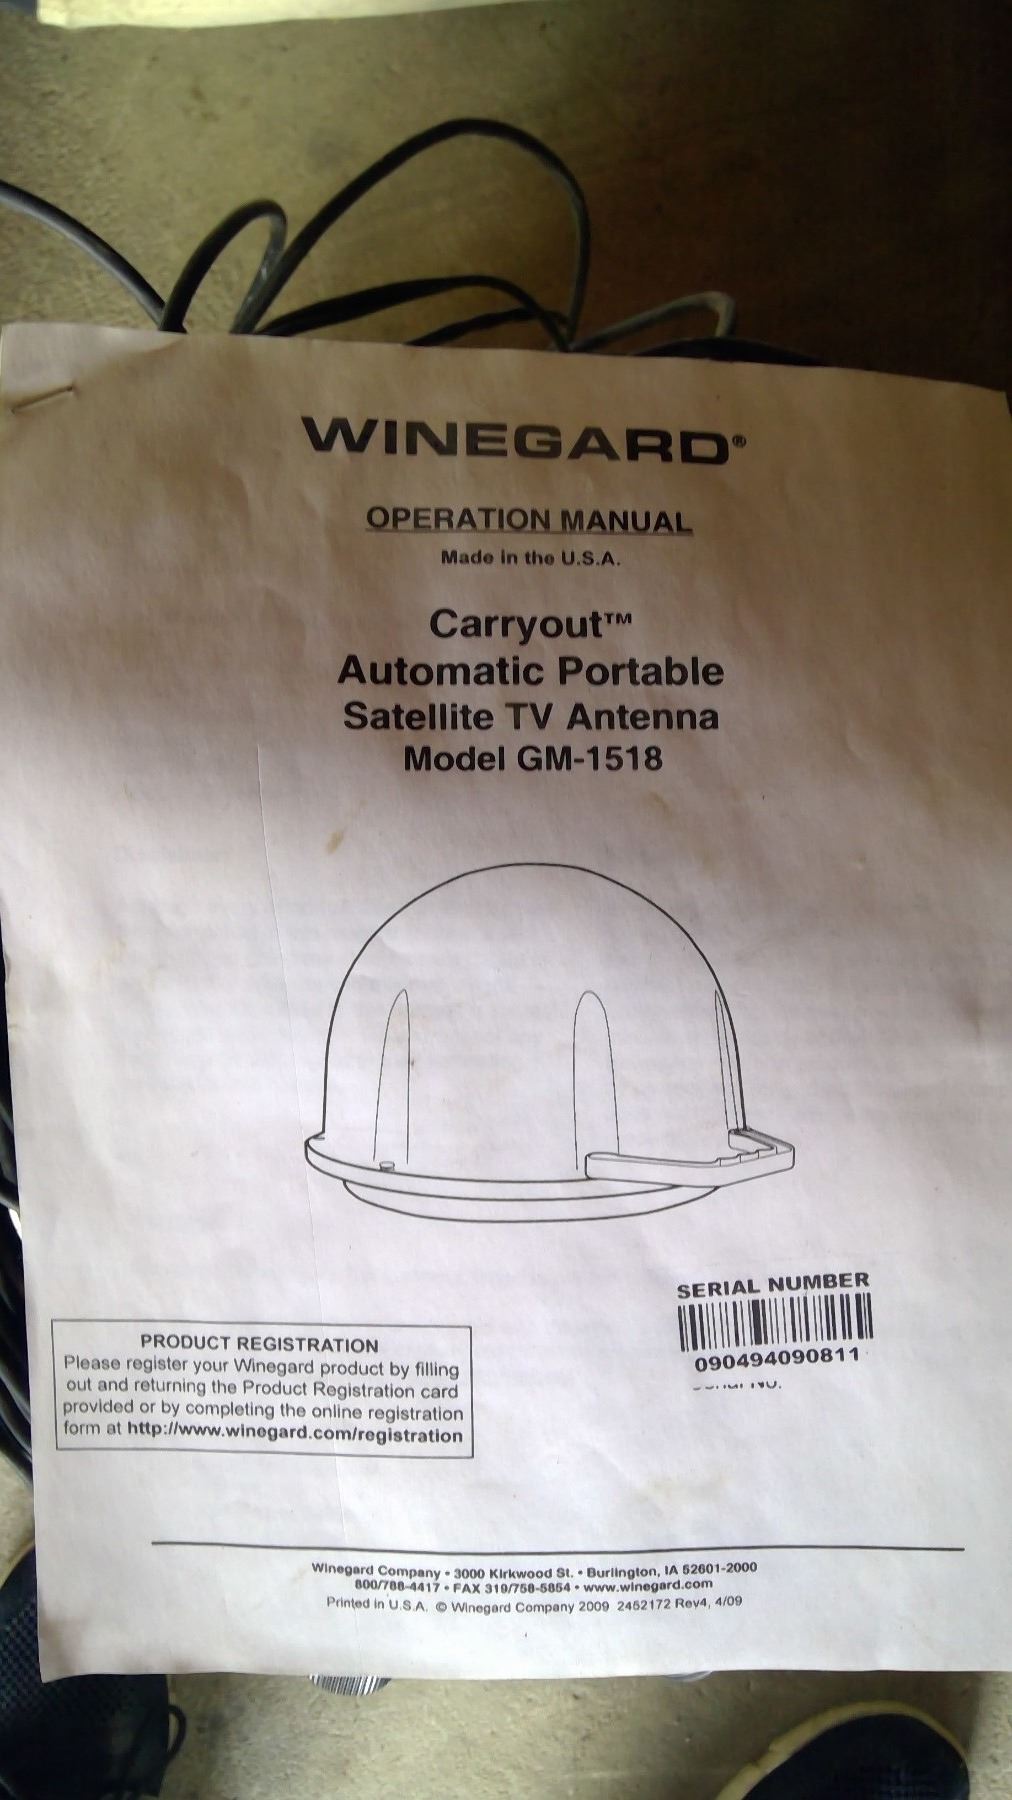 WINEGARD®
OPERATION MANUAL
Made in the U.S.A.
Carryout™
Automatic Portable
Satellite TV Antenna
Model GM-1518
SERIAL NUMBER
090494090811
PRODUCT REGISTRATION
Please register your Winegard product by filling
out and returning the Product Registration card
provided or by completing the online registration
form at http://www.winegard.com/registration
Winegard Company • 3000 Kirkwood St. • Burlington, IA 52601-2000
800/788-4417 • FAX 319/758-5854 • www.winegard.com
Printed in U.S.A. © Winegard Company 2009 2452172 Rev4, 4/09